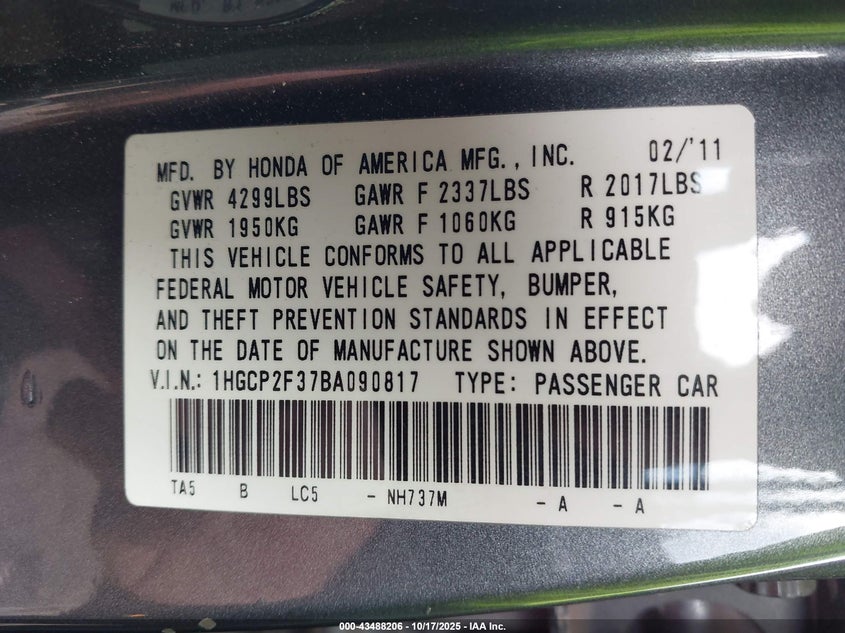 MFD. BY HONDA OF AMERICA MFG., INC. 02/'11
GVWR 4299LBS GAWR F 2337LBS R 2017LBS
GVWR 1950KG GAWR F 1060KG R 915KG
THIS VEHICLE CONFORMS TO ALL APPLICABLE
FEDERAL MOTOR VEHICLE SAFETY, BUMPER,
AND THEFT PREVENTION STANDARDS IN EFFECT
ON THE DATE OF MANUFACTURE SHOWN ABOVE.
V.I.N.: 1HGCP2F37BA090817 TYPE: PASSENGER CAR
TA5 B LC5 - NH737M - A - A
000-43488206 - 10/17/2025 - IAA Inc.